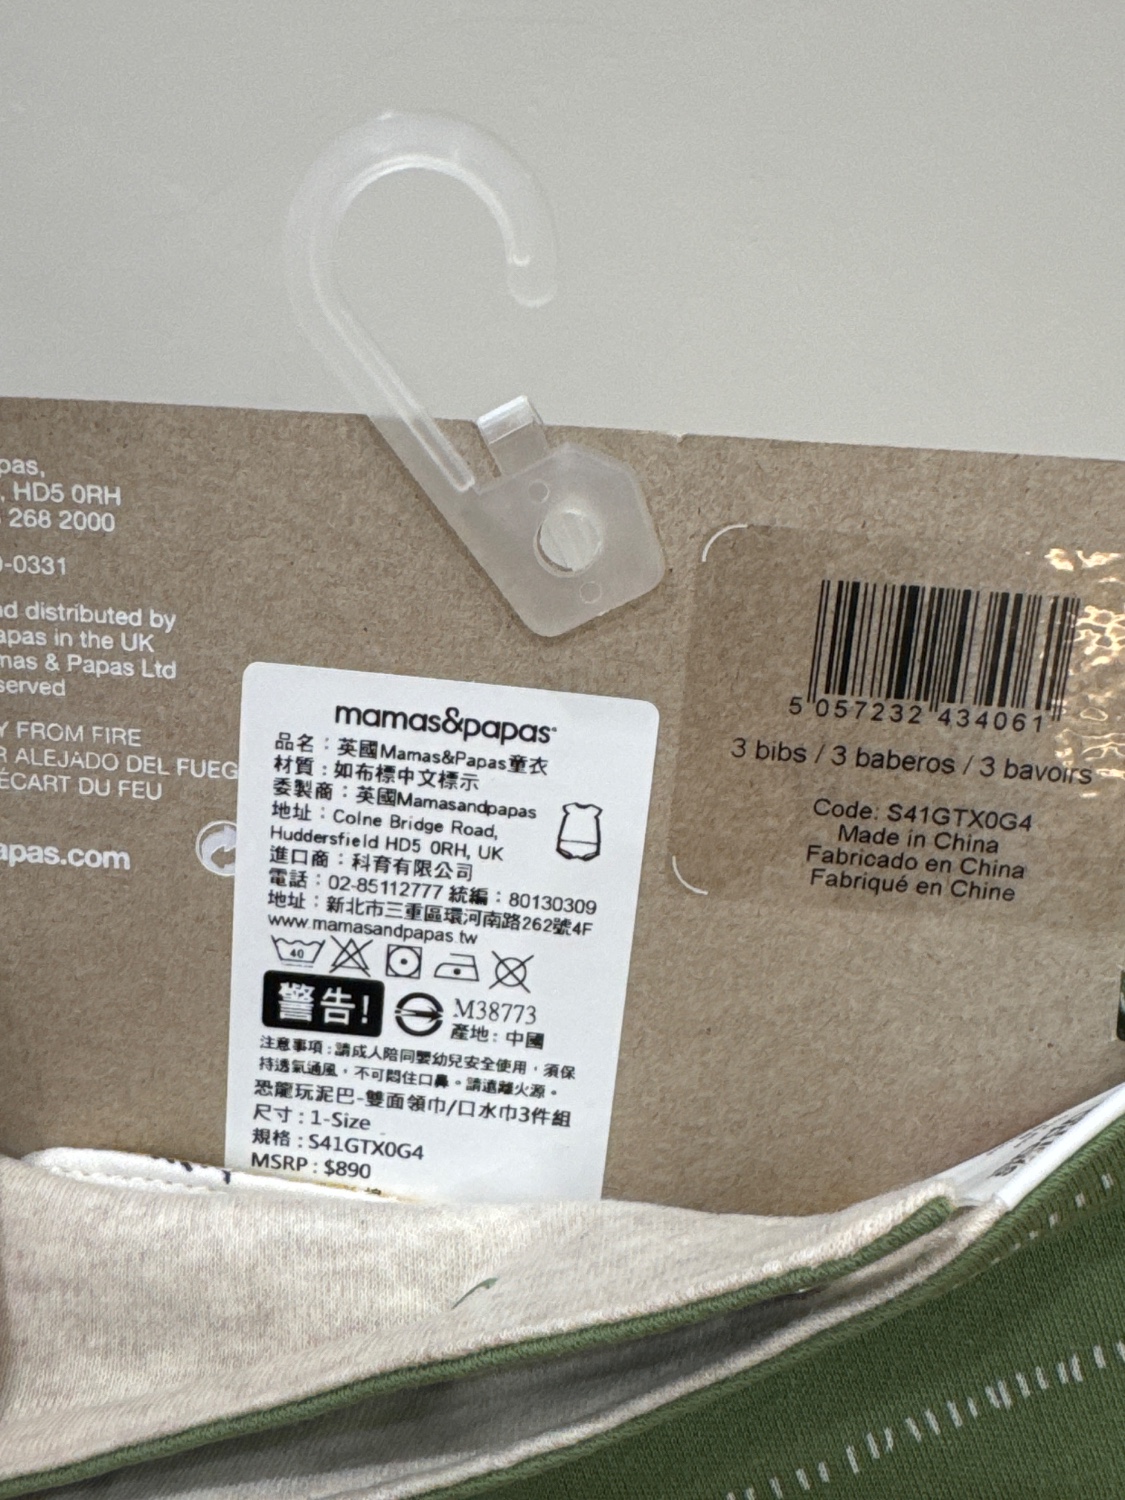 pas,
, HD5 0RH
268 2000
-0331
nd distributed by
apas in the UK
mas & Papas Ltd
served
Y FROM FIRE
R ALEJADO DEL FUEG
ÉCART DU FEU
apas.com
mamas&papas
品名：英國Mamas&Papas童衣
材質：如布標中文標示
委製商：英國Mamasandpapas
地址：Colne Bridge Road,
Huddersfield HD5 0RH, UK
進口商：科育有限公司
電話：02-85112777 統編：80130309
地址：新北市三重區環河南路262號4F
www.mamasandpapas.tw
40
警告!
M38773
產地：中國
注意事項：請成人陪同嬰幼兒安全使用，須保
持透氣通風，不可悶住口鼻。請遠離火源。
恐龍玩泥巴-雙面領巾/口水巾3件組
尺寸：1-Size
規格：S41GTX0G4
MSRP：$890
5 057232 434061
3 bibs / 3 baberos / 3 bavoirs
Code: S41GTX0G4
Made in China
Fabricado en China
Fabriqué en Chine